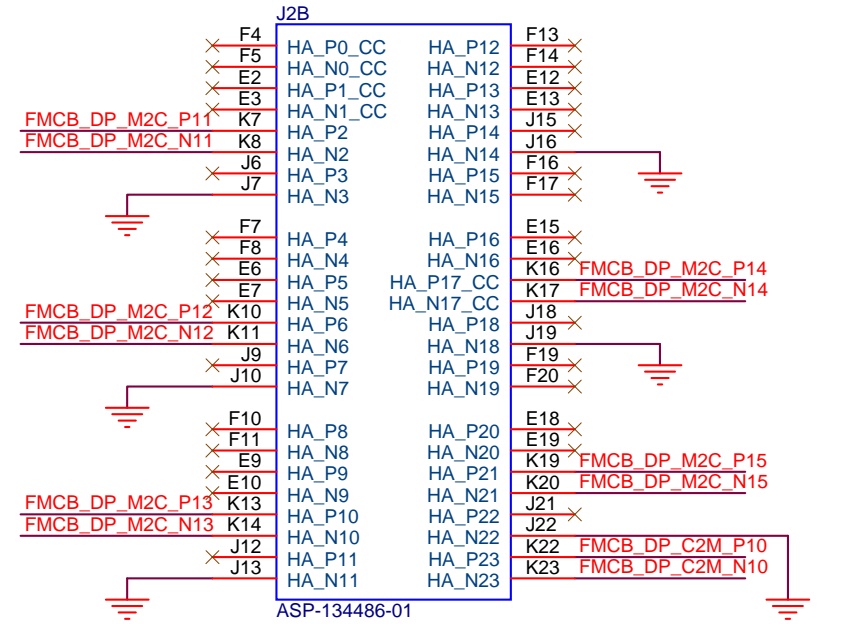 J2B
F4 HA_P0_CC HA_P12 F13
F5 HA_N0_CC HA_N12 F14
E2 HA_P1_CC HA_P13 E12
E3 HA_N1_CC HA_N13 E13
FMCB_DP_M2C_P11 K7 HA_P2 HA_P14 J15
FMCB_DP_M2C_N11 K8 HA_N2 HA_N14 J16
J6 HA_P3 HA_P15 F16
J7 HA_N3 HA_N15 F17
F7 HA_P4 HA_P16 E15
F8 HA_N4 HA_N16 E16
E6 HA_P5 HA_P17_CC K16 FMCB_DP_M2C_P14
E7 HA_N5 HA_N17_CC K17 FMCB_DP_M2C_N14
FMCB_DP_M2C_P12 K10 HA_P6 HA_P18 J18
FMCB_DP_M2C_N12 K11 HA_N6 HA_N18 J19
J9 HA_P7 HA_P19 F19
J10 HA_N7 HA_N19 F20
F10 HA_P8 HA_P20 E18
F11 HA_N8 HA_N20 E19
E9 HA_P9 HA_P21 K19 FMCB_DP_M2C_P15
E10 HA_N9 HA_N21 K20 FMCB_DP_M2C_N15
FMCB_DP_M2C_P13 K13 HA_P10 HA_P22 J21
FMCB_DP_M2C_N13 K14 HA_N10 HA_N22 J22
J12 HA_P11 HA_P23 K22 FMCB_DP_C2M_P10
J13 HA_N11 HA_N23 K23 FMCB_DP_C2M_N10
ASP-134486-01